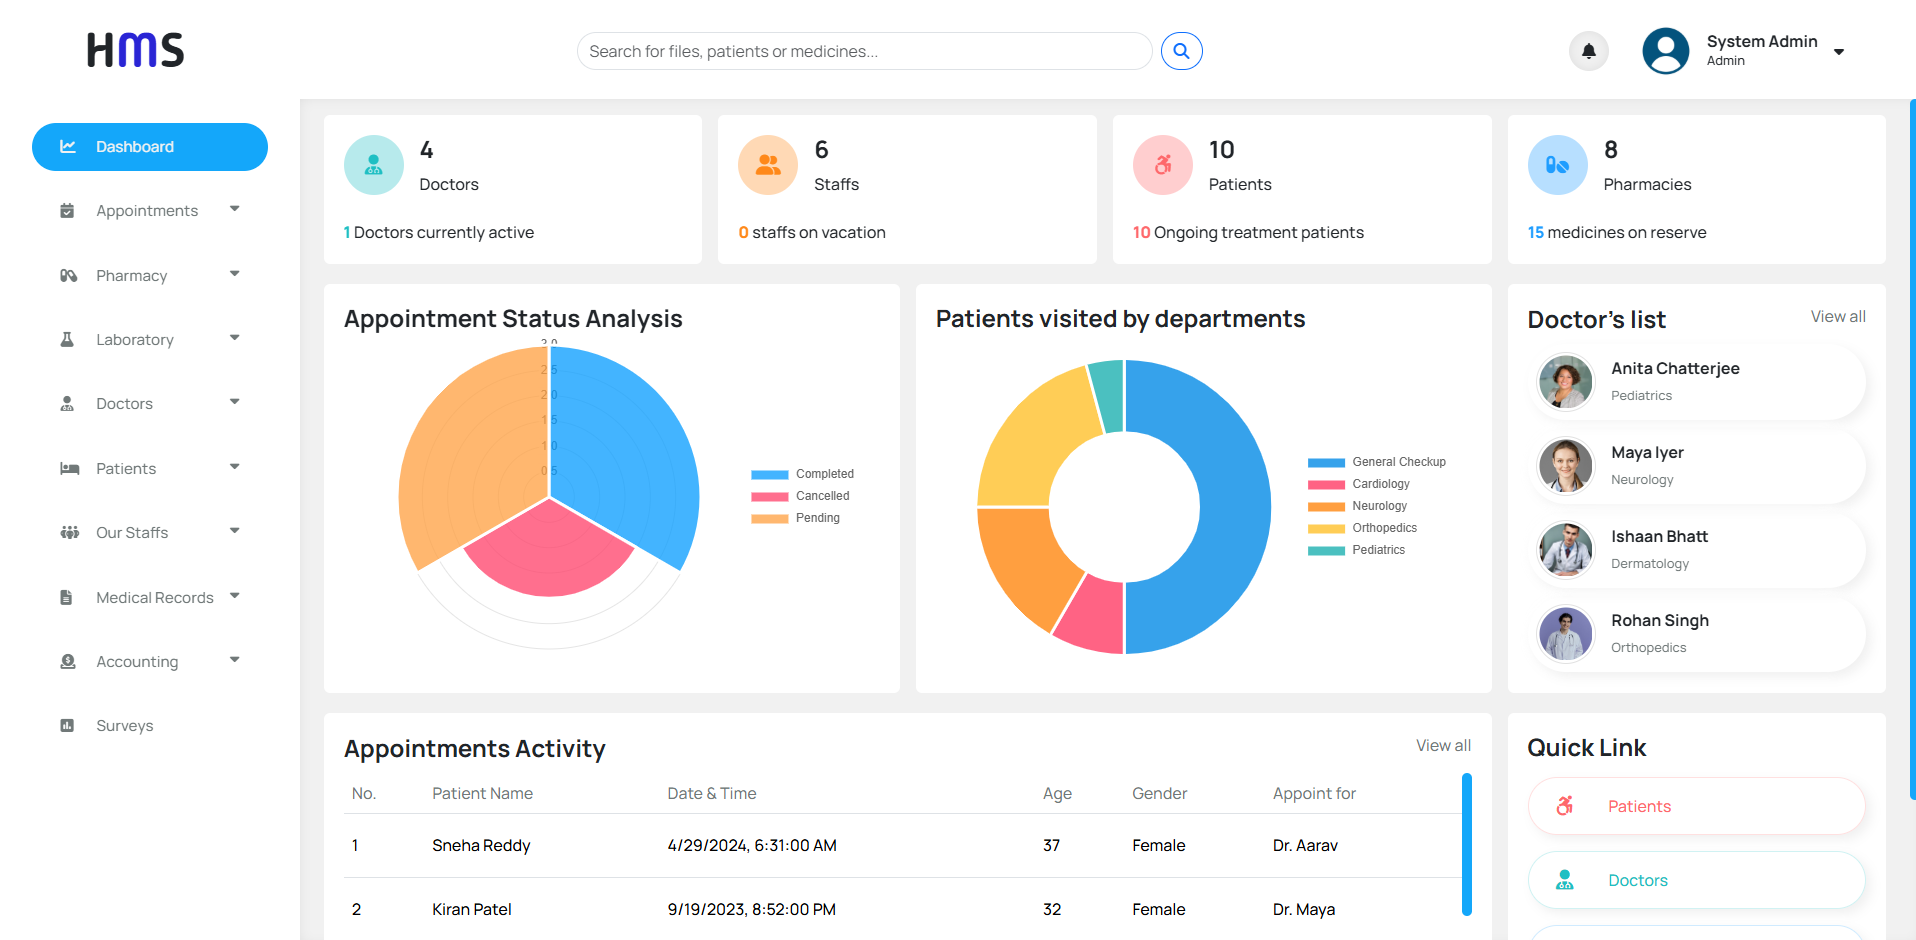 HMS
Search for files, patients or medicines...
System Admin
Admin
Dashboard
Appointments
Pharmacy
Laboratory
Doctors
Patients
Our Staffs
Medical Records
Accounting
Surveys
4
Doctors
1 Doctors currently active
6
Staffs
0 staffs on vacation
10
Patients
10 Ongoing treatment patients
8
Pharmacies
15 medicines on reserve
Appointment Status Analysis
3.0
2.5
2.0
1.5
1.0
0.5
Completed
Cancelled
Pending
Patients visited by departments
General Checkup
Cardiology
Neurology
Orthopedics
Pediatrics
Doctor's list
View all
Anita Chatterjee
Pediatrics
Maya Iyer
Neurology
Ishaan Bhatt
Dermatology
Rohan Singh
Orthopedics
Appointments Activity
View all
No. Patient Name Date & Time Age Gender Appoint for
1 Sneha Reddy 4/29/2024, 6:31:00 AM 37 Female Dr. Aarav
2 Kiran Patel 9/19/2023, 8:52:00 PM 32 Female Dr. Maya
Quick Link
Patients
Doctors